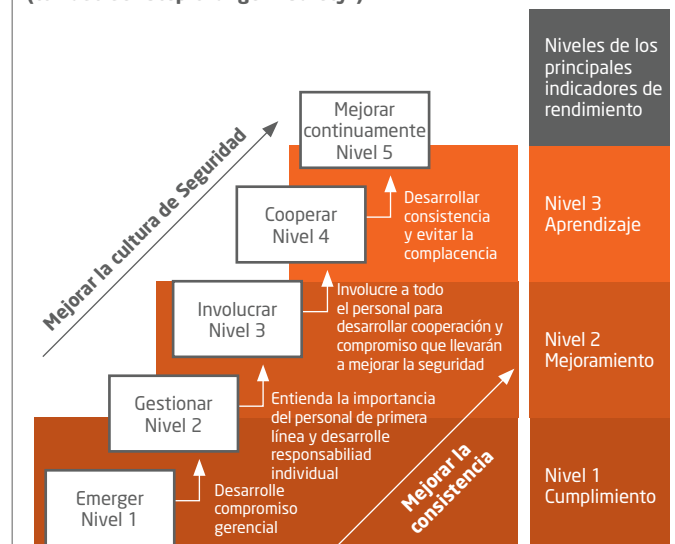 Niveles de los
principales
indicadores de
rendimiento
Mejorar
continuamente
Nivel 5
Mejorar la cultura de Seguridad
Cooperar
Nivel 4
Desarrollar
consistencia
y evitar la
complacencia
Nivel 3
Aprendizaje
Involucrar
Nivel 3
Involucre a todo
el personal para
desarrollar cooperación y
compromiso que llevarán
a mejorar la seguridad
Nivel 2
Mejoramiento
Gestionar
Nivel 2
Entienda la importancia
del personal de primera
línea y desarrolle
responsabiliad
individual
Mejorar la
consistencia
Emerger
Nivel 1
Desarrolle
compromiso
gerencial
Nivel 1
Cumplimiento